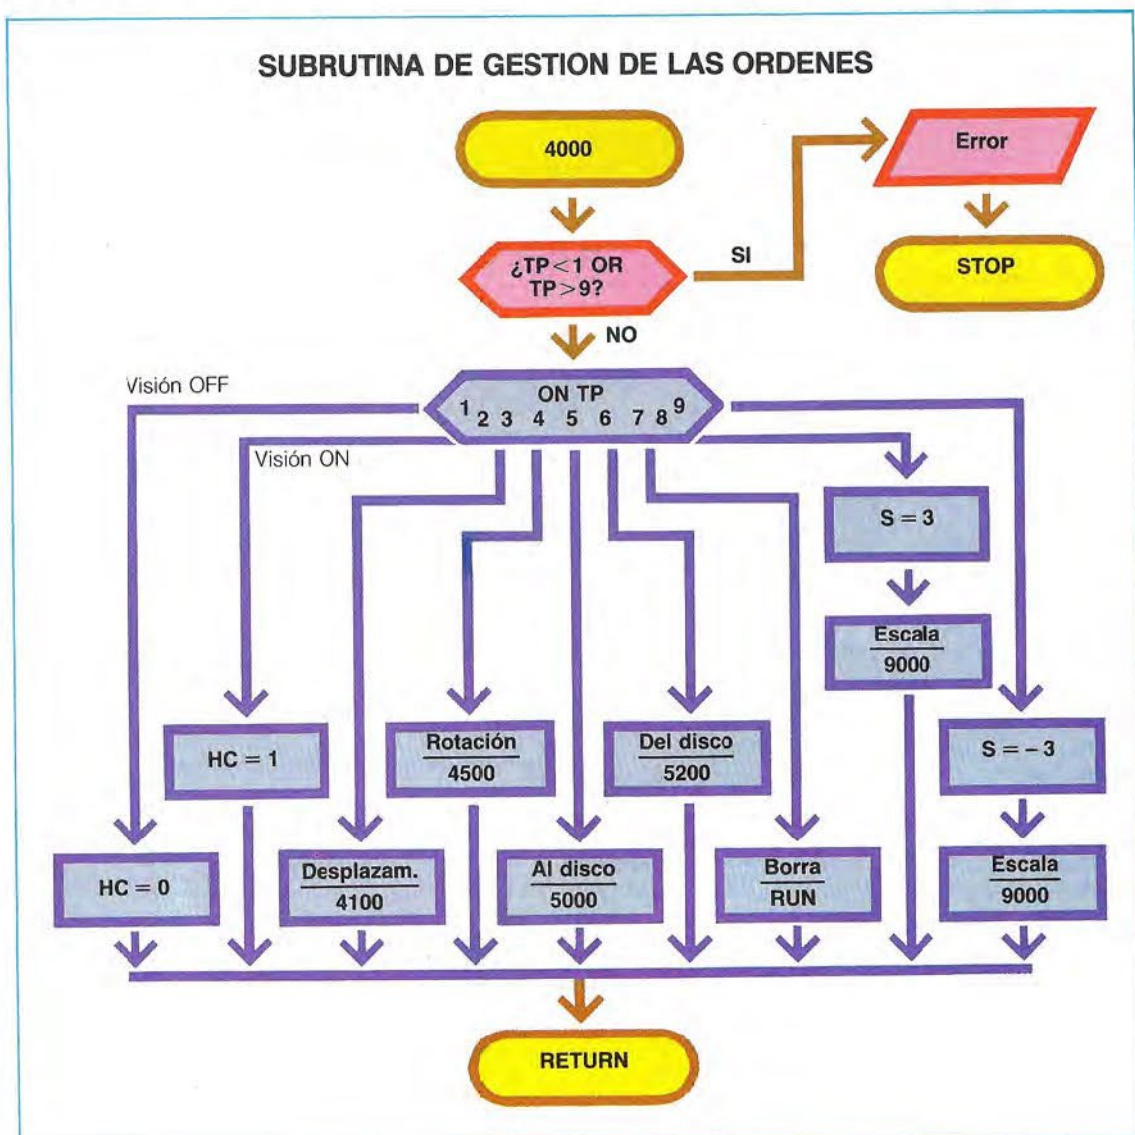 SUBRUTINA DE GESTION DE LAS ORDENES
4000
Error
¿TP<1 OR
TP>9?
SI
STOP
NO
Visión OFF
ON TP
1 2 3 4 5 6 7 8 9
Visión ON
S = 3
Escala
9000
HC = 1
Rotación
4500
Del disco
5200
S = - 3
HC = 0
Desplazam.
4100
Al disco
5000
Borra
RUN
Escala
9000
RETURN